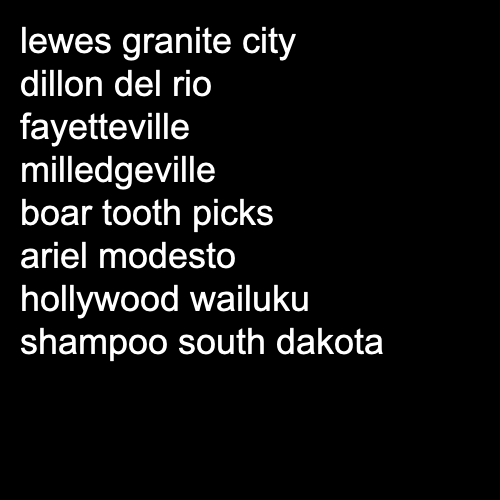 lewes granite city
dillon del rio
fayetteville
milledgeville
boar tooth picks
ariel modesto
hollywood wailuku
shampoo south dakota